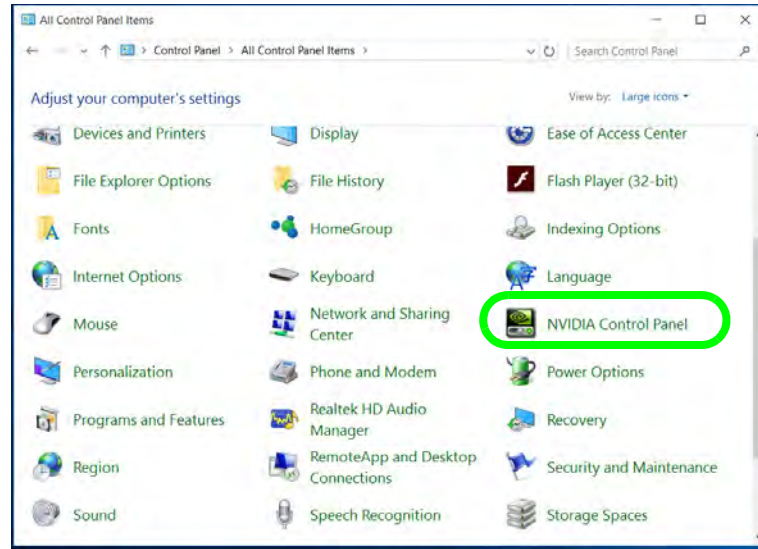 All Control Panel Items
Control Panel > All Control Panel Items >
Search Control Panel
Adjust your computer's settings
View by: Large icons
Devices and Printers
Display
Ease of Access Center
File Explorer Options
File History
Flash Player (32-bit)
Fonts
HomeGroup
Indexing Options
Internet Options
Keyboard
Language
Mouse
Network and Sharing
Center
NVIDIA Control Panel
Personalization
Phone and Modem
Power Options
Programs and Features
Realtek HD Audio
Manager
Recovery
Region
RemoteApp and Desktop
Connections
Security and Maintenance
Sound
Speech Recognition
Storage Spaces